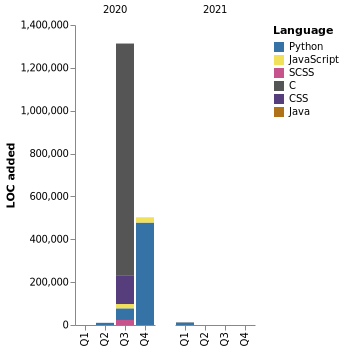 2020
2021
LOC added
1,400,000
1,200,000
1,000,000
800,000
600,000
400,000
200,000
0
Q1 Q2 Q3 Q4
Q1 Q2 Q3 Q4
Language
Python
JavaScript
SCSS
C
CSS
Java